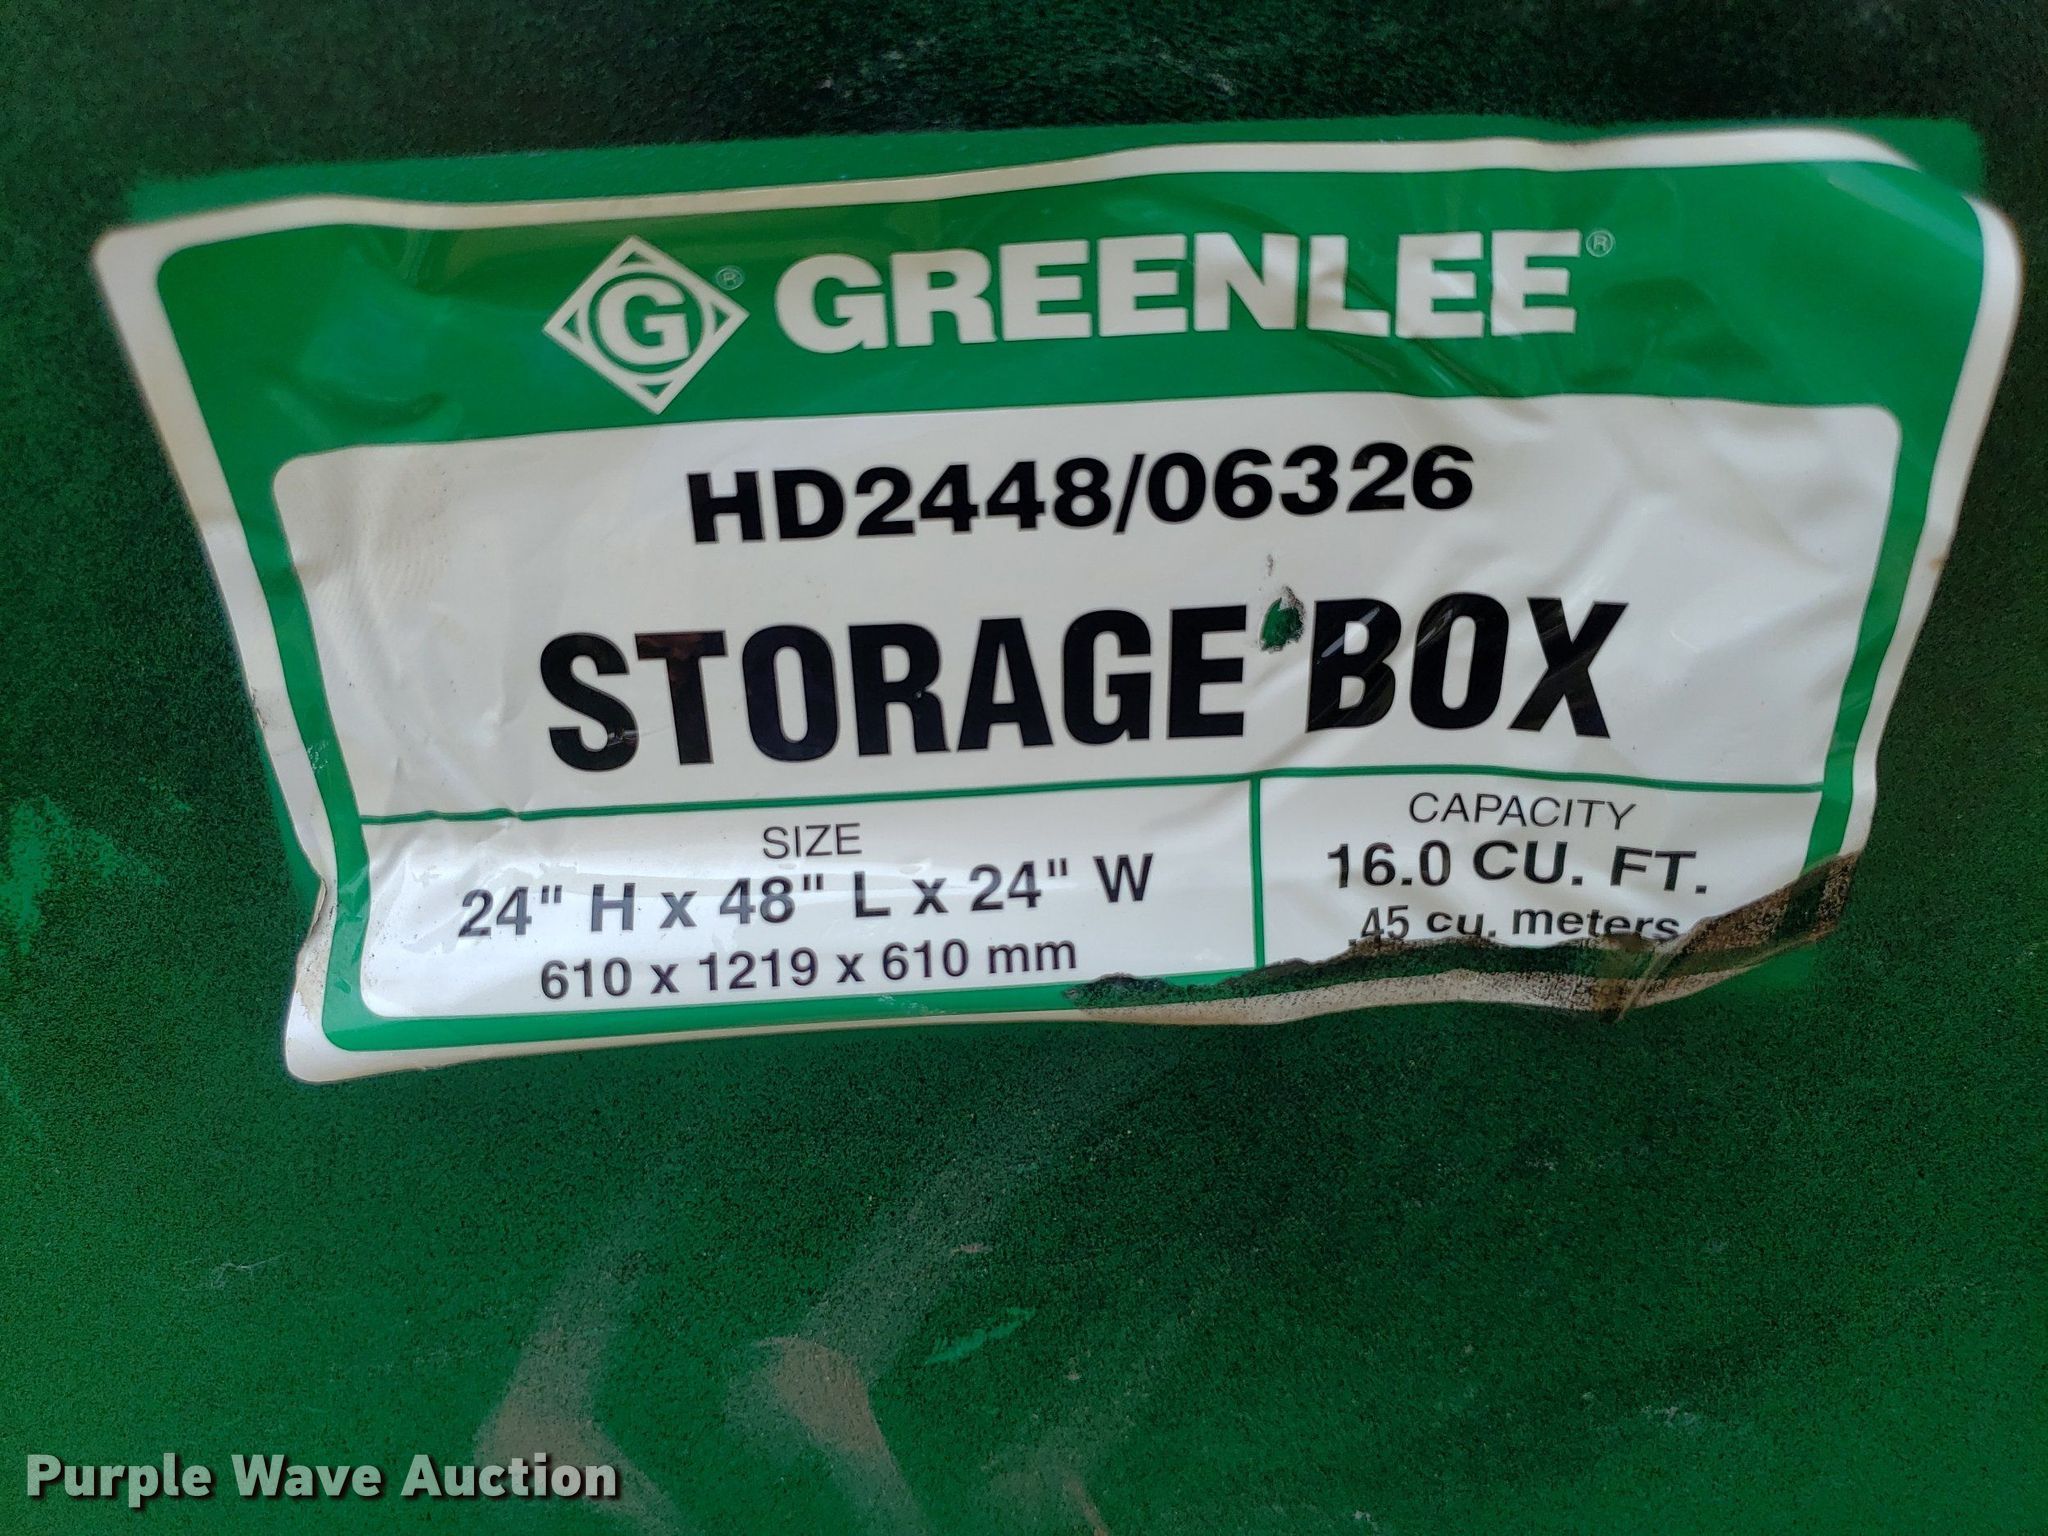 G® GREENLEE®
HD2448/06326
STORAGE BOX
SIZE
24" H x 48" L x 24" W
610 x 1219 x 610 mm
CAPACITY
16.0 CU. FT.
.45 cu. meters
Purple Wave Auction